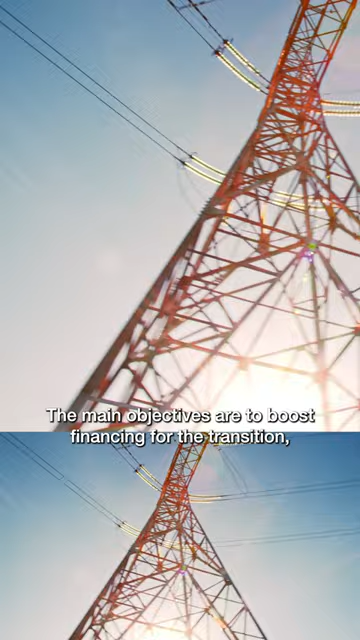 The main objectives are to boost
financing for the transition,